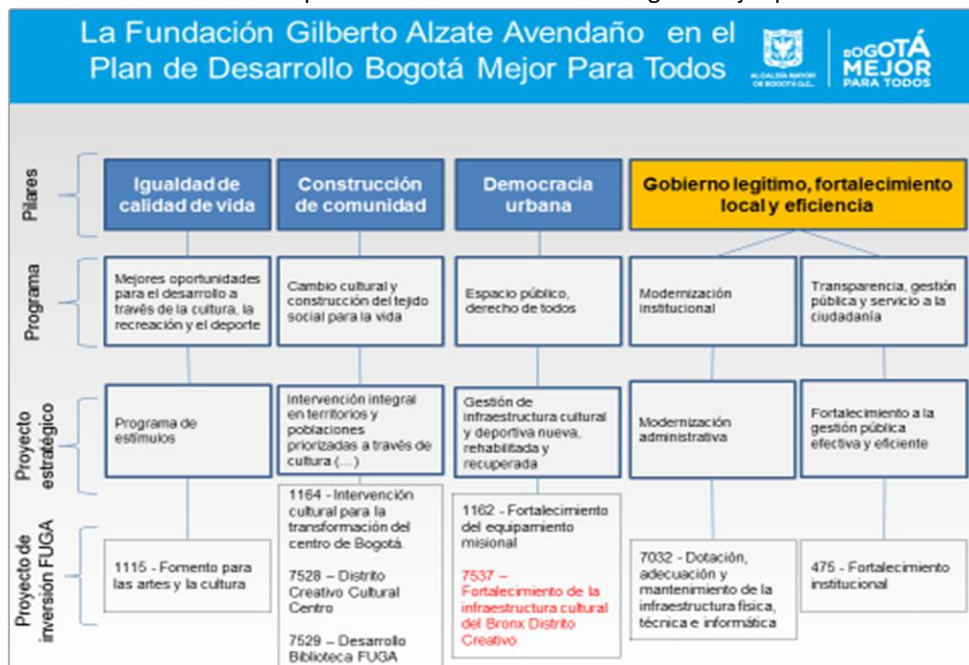 La Fundación Gilberto Alzate Avendaño en el
Plan de Desarrollo Bogotá Mejor Para Todos
ALCALDÍA MAYOR
DE BOGOTÁ D.C.
BOGOTÁ
MEJOR
PARA TODOS
Pilares
Igualdad de
calidad de vida
Construcción
de comunidad
Democracia
urbana
Gobierno legítimo, fortalecimiento
local y eficiencia
Programa
Mejores oportunidades
para el desarrollo a
través de la cultura, la
recreación y el deporte
Cambio cultural y
construcción del tejido
social para la vida
Espacio público,
derecho de todos
Modernización
institucional
Transparencia, gestión
pública y servicio a la
ciudadanía
Proyecto
estratégico
Programa de
estímulos
Intervención integral
en territorios y
poblaciones
priorizadas a través de
cultura (…)
Gestión de
infraestructura cultural
y deportiva nueva,
rehabilitada y
recuperada
Modernización
administrativa
Fortalecimiento a la
gestión pública
efectiva y eficiente
Proyecto de
inversión FUGA
1115 - Fomento para
las artes y la cultura
1164 - Intervención
cultural para la
transformación del
centro de Bogotá.
7528 – Distrito
Creativo Cultural
Centro
7529 – Desarrollo
Biblioteca FUGA
1162 - Fortalecimiento
del equipamiento
misional
7537 –
Fortalecimiento de la
infraestructura cultural
del Bronx Distrito
Creativo
7032 - Dotación,
adecuación y
mantenimiento de la
infraestructura física,
técnica e informática
475 - Fortalecimiento
institucional